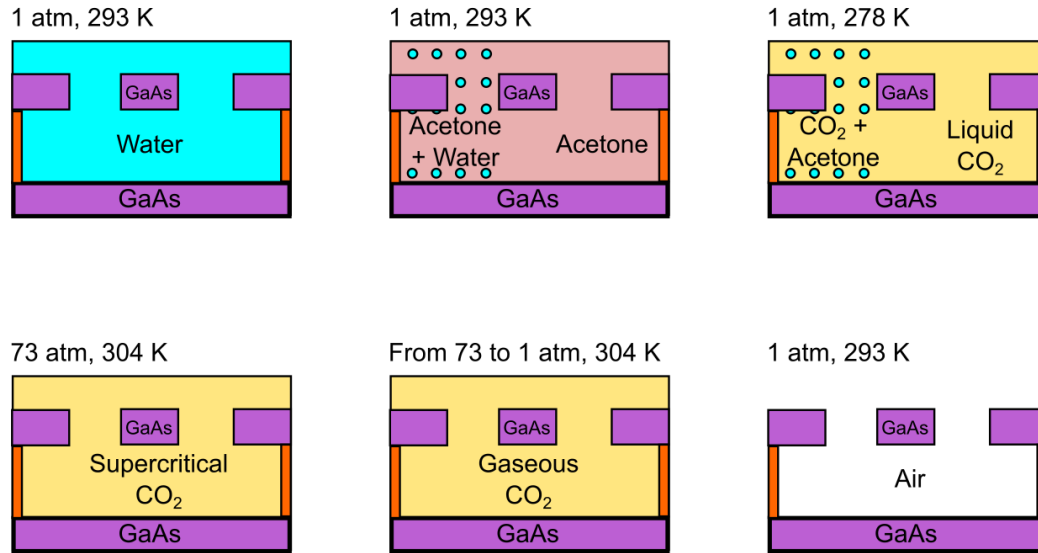 1 atm, 293 K
GaAs
Water
GaAs
1 atm, 293 K
GaAs
Acetone
+ Water
Acetone
GaAs
1 atm, 278 K
GaAs
CO₂ +
Acetone
Liquid
CO₂
GaAs
73 atm, 304 K
GaAs
Supercritical
CO₂
GaAs
From 73 to 1 atm, 304 K
GaAs
Gaseous
CO₂
GaAs
1 atm, 293 K
GaAs
Air
GaAs